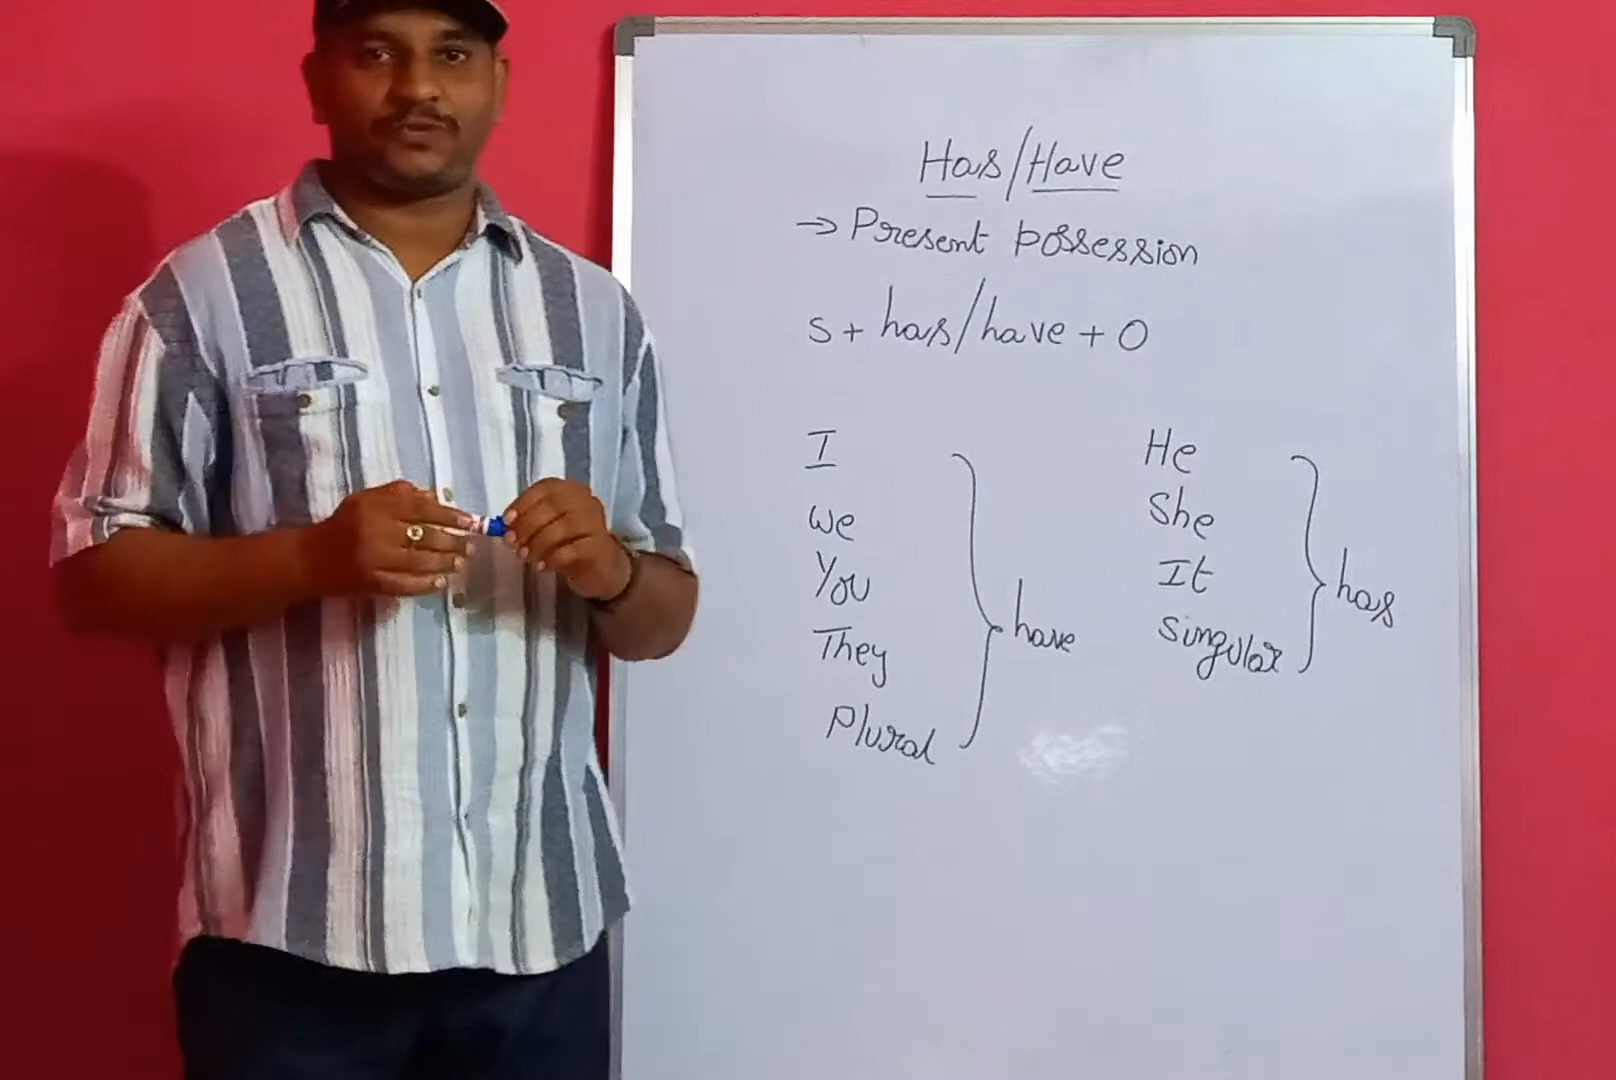 Has/Have
→ Present possession
S + has/have + O
I
We
You
They
Plural
have
He
She
It
Singular
has